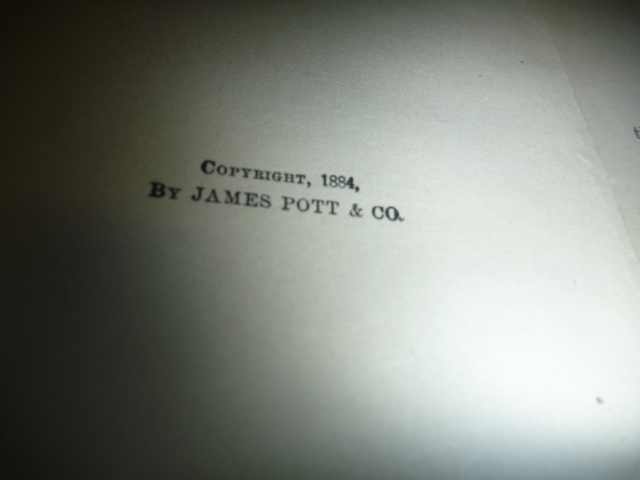 COPYRIGHT, 1884,
BY JAMES POTT & CO.